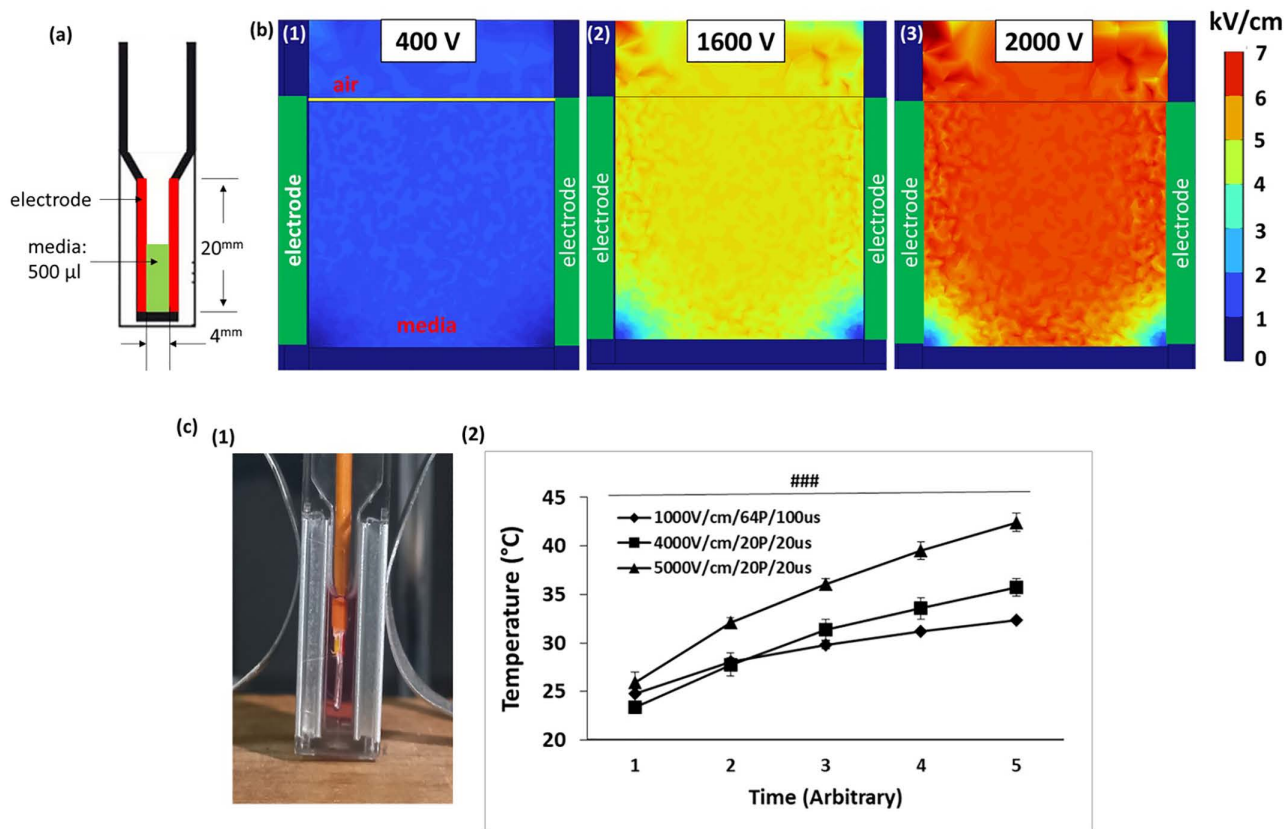 (a)
electrode
media:
500 µl
20mm
4mm
(b)
(1)
400 V
air
electrode
media
electrode
(2)
1600 V
electrode
electrode
(3)
2000 V
electrode
electrode
kV/cm
7
6
5
4
3
2
1
0
(c)
(1)
(2)
###
45
40
35
30
25
20
Temperature (°C)
1000V/cm/64P/100us
4000V/cm/20P/20us
5000V/cm/20P/20us
1 2 3 4 5
Time (Arbitrary)